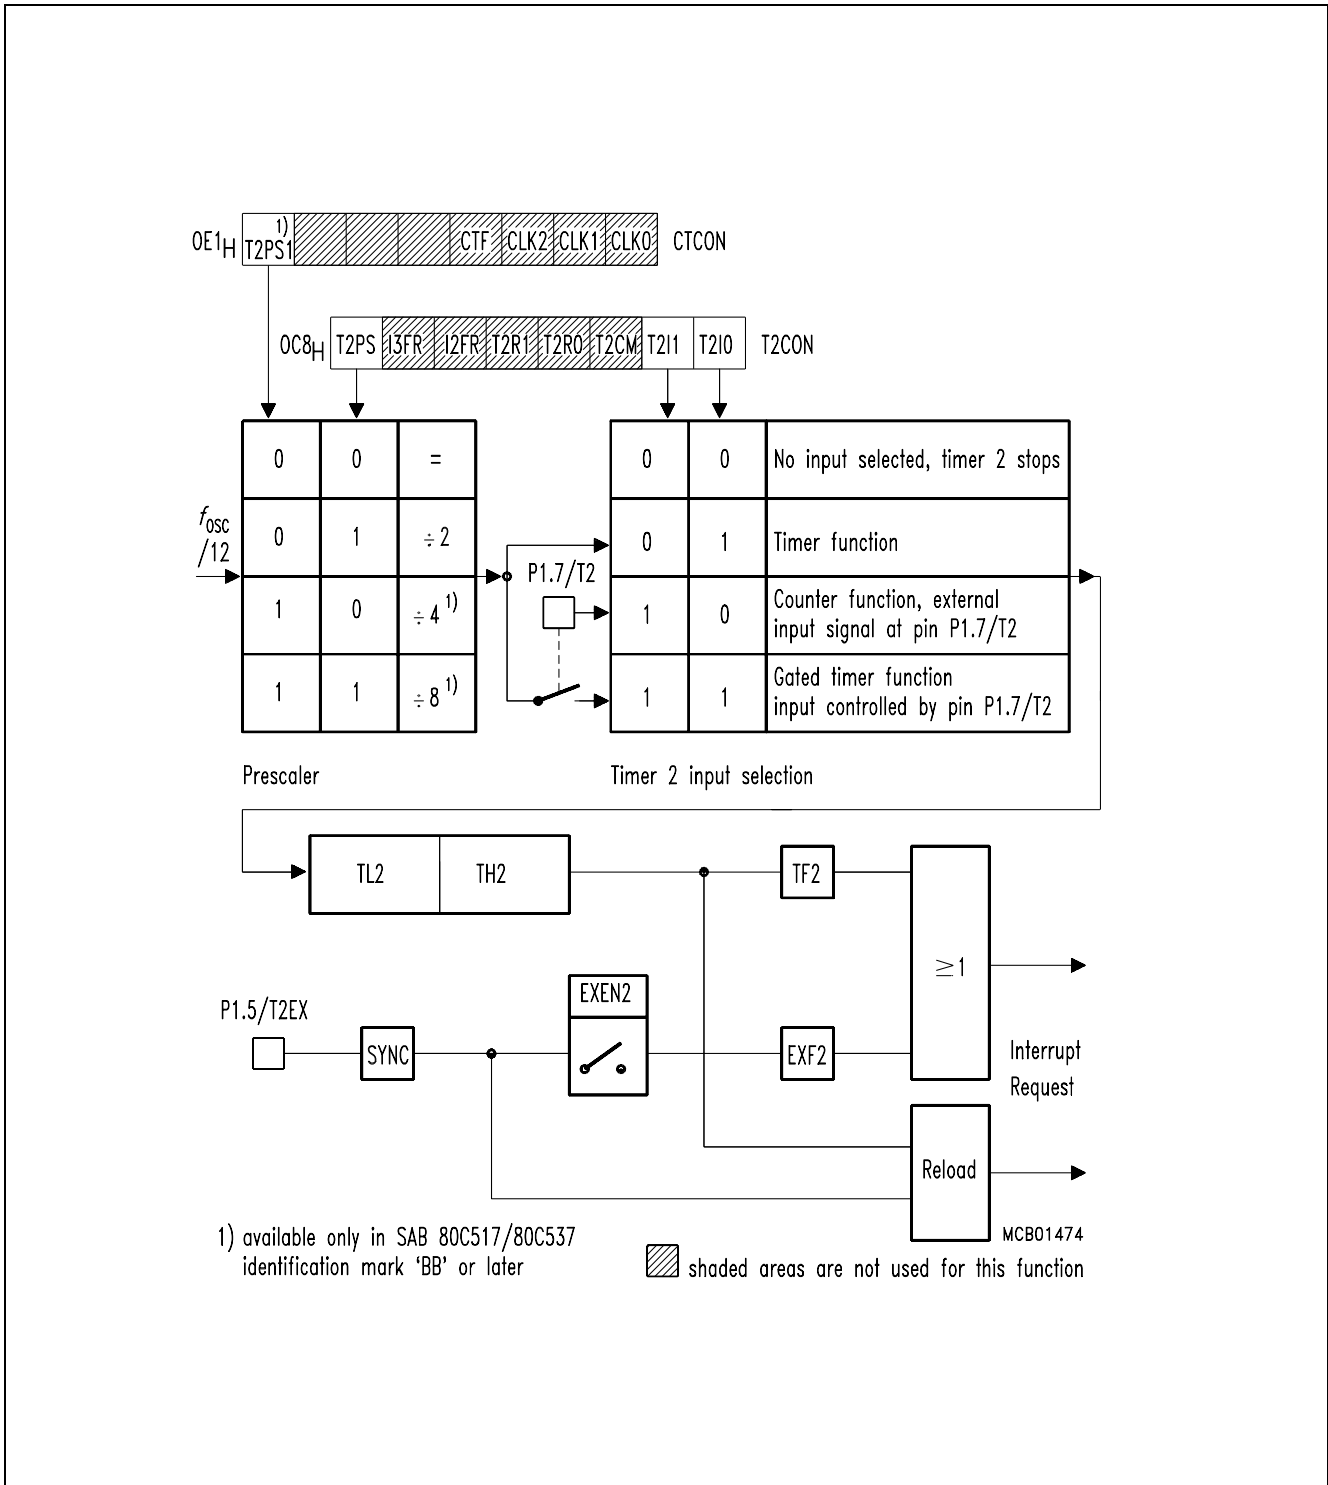 1)
0E1H T2PS1 CTF CLK2 CLK1 CLK0 CTCON
0C8H T2PS I3FR I2FR T2R1 T2R0 T2CM T2I1 T2I0 T2CON
0 0 =
0 0 No input selected, timer 2 stops
fOSC
/12
0 1 ÷2
0 1 Timer function
P1.7/T2
1 0 ÷4 1)
1 0 Counter function, external
input signal at pin P1.7/T2
1 1 ÷8 1)
1 1 Gated timer function
input controlled by pin P1.7/T2
Prescaler
Timer 2 input selection
TL2 TH2 TF2
≥1
EXEN2
P1.5/T2EX
SYNC EXF2
Interrupt
Request
Reload
MCB01474
1) available only in SAB 80C517/80C537
identification mark ‘BB’ or later
shaded areas are not used for this function